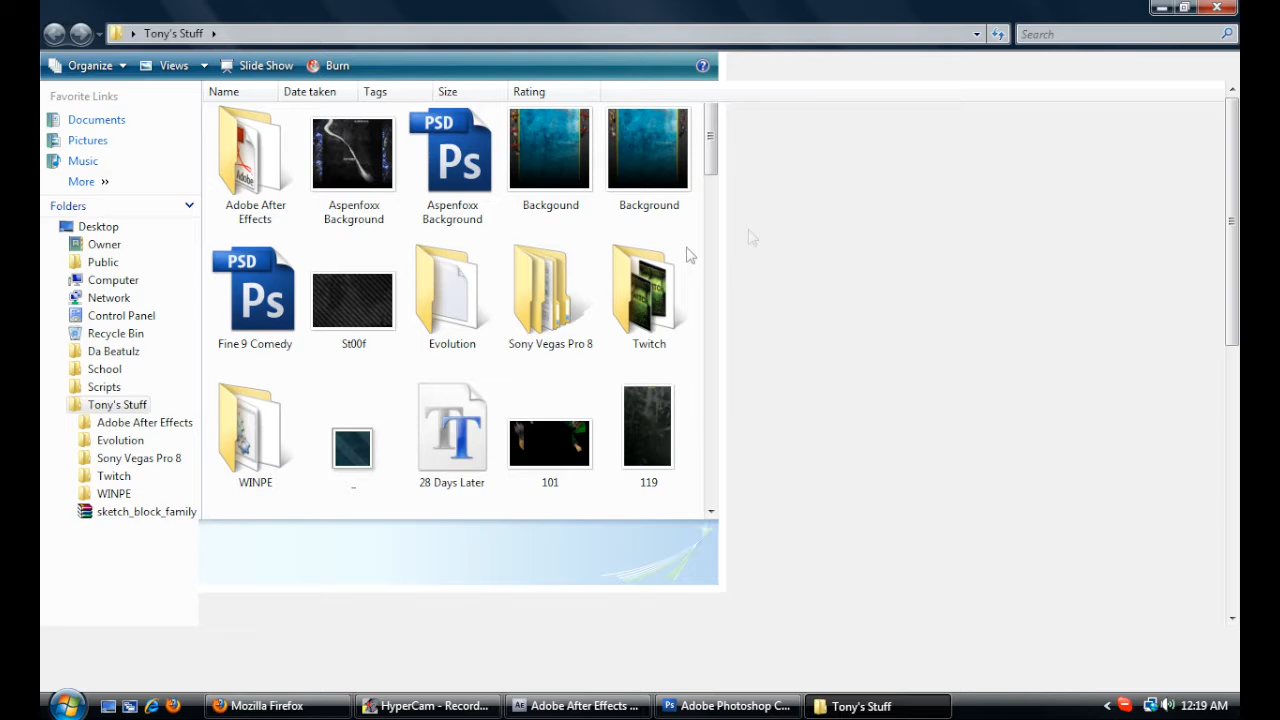 Tony's Stuff
Search
Organize Views Slide Show Burn
Favorite Links
Documents
Pictures
Music
More »
Folders
Desktop
Owner
Public
Computer
Network
Control Panel
Recycle Bin
Da Beatulz
School
Scripts
Tony's Stuff
Adobe After Effects
Evolution
Sony Vegas Pro 8
Twitch
WINPE
sketch_block_family
Name Date taken Tags Size Rating
PSD
Ps
Adobe After Effects
Aspenfoxx Background
Aspenfoxx Background
Backgound
Background
PSD
Ps
Fine 9 Comedy
St00f
Evolution
Sony Vegas Pro 8
Twitch
WINPE
_
28 Days Later
101
119
Mozilla Firefox
HyperCam - Record...
Adobe After Effects ...
Adobe Photoshop C...
Tony's Stuff
12:19 AM